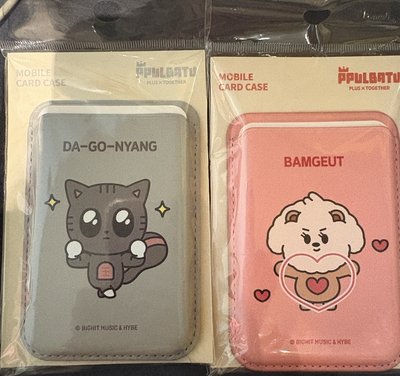 MOBILE
CARD CASE
PPULBATU
PLUS X TOGETHER
DA-GO-NYANG
© BIGHIT MUSIC & HYBE
MOBILE
CARD CASE
PPULBATU
PLUS X TOGETHER
BAMGEUT
© BIGHIT MUSIC & HYBE